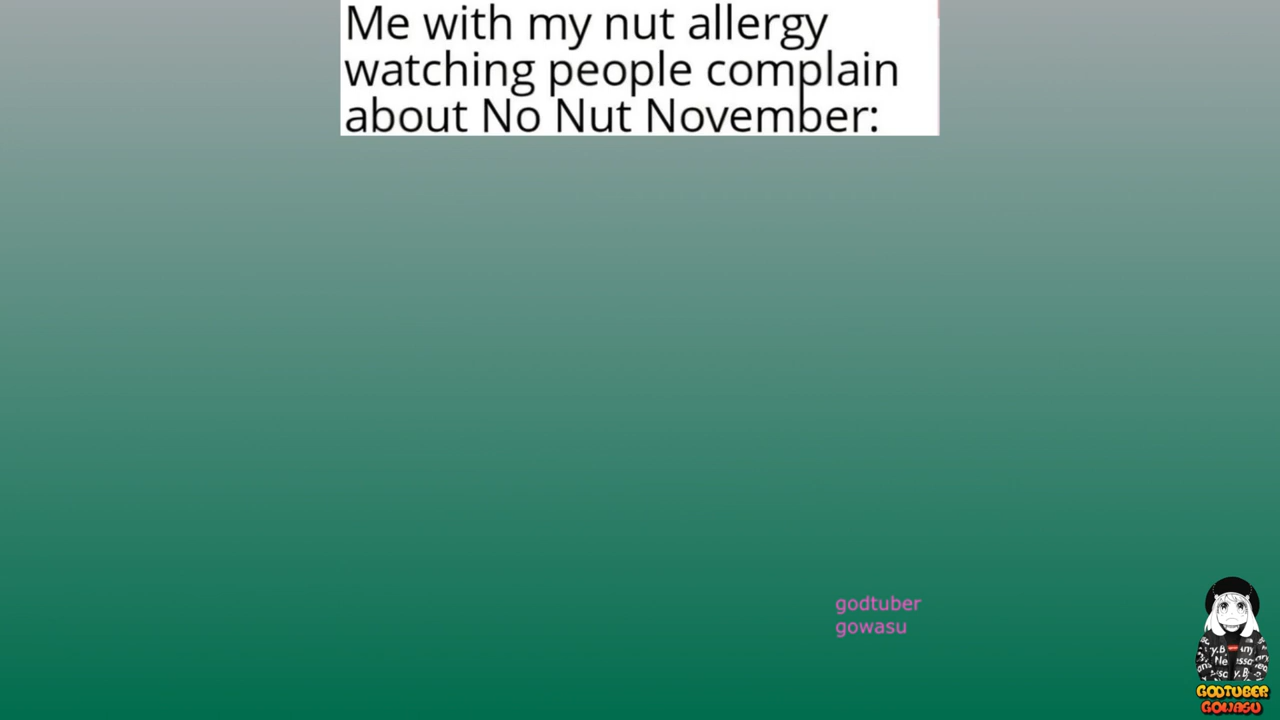 Me with my nut allergy
watching people complain
about No Nut November:
godtuber
gowasu
GODTUBER
GOWASU